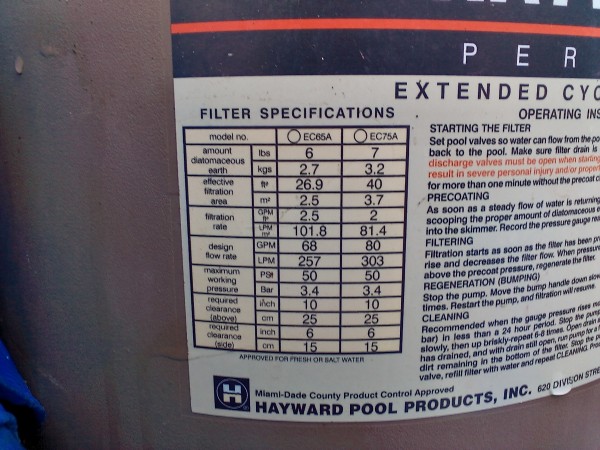 PER
EXTENDED CYC
FILTER SPECIFICATIONS
OPERATING INS
model no. EC65A EC75A
amount diatomaceous earth lbs 6 7
kgs 2.7 3.2
effective filtration area ft² 26.9 40
m² 2.5 3.7
filtration rate GPM ft² 2.5 2
LPM m² 101.8 81.4
design flow rate GPM 68 80
LPM 257 303
maximum working pressure PSI 50 50
Bar 3.4 3.4
required clearance (above) inch 10 10
cm 25 25
required clearance (side) inch 6 6
cm 15 15
APPROVED FOR FRESH OR SALT WATER
STARTING THE FILTER
Set pool valves so water can flow from the po
back to the pool. Make sure filter drain is
discharge valves must be open when starting
result in severe personal injury and/or proper
for more than one minute without the precoat c
PRECOATING
As soon as a steady flow of water is returning
scooping the proper amount of diatomaceous e
into the skimmer. Record the pressure gauge rea
FILTERING
Filtration starts as soon as the filter has been pr
rise and decreases the filter flow. When pressure
above the precoat pressure, regenerate the filter.
REGENERATION (BUMPING)
Stop the pump. Move the bump handle down slow
times. Restart the pump, and filtration will resume.
CLEANING
Recommended when the gauge pressure rises mo
bar) in less than a 24 hour period. Stop the pump
slowly, then up briskly-repeat 6-8 times. Open drain a
has drained, and with drain still open, run pump for a f
dirt remaining in the bottom of the filter. Stop the p
valve, refill filter with water and repeat CLEANING. Proc
H
Miami-Dade County Product Control Approved
HAYWARD POOL PRODUCTS, INC. 620 DIVISION STRE